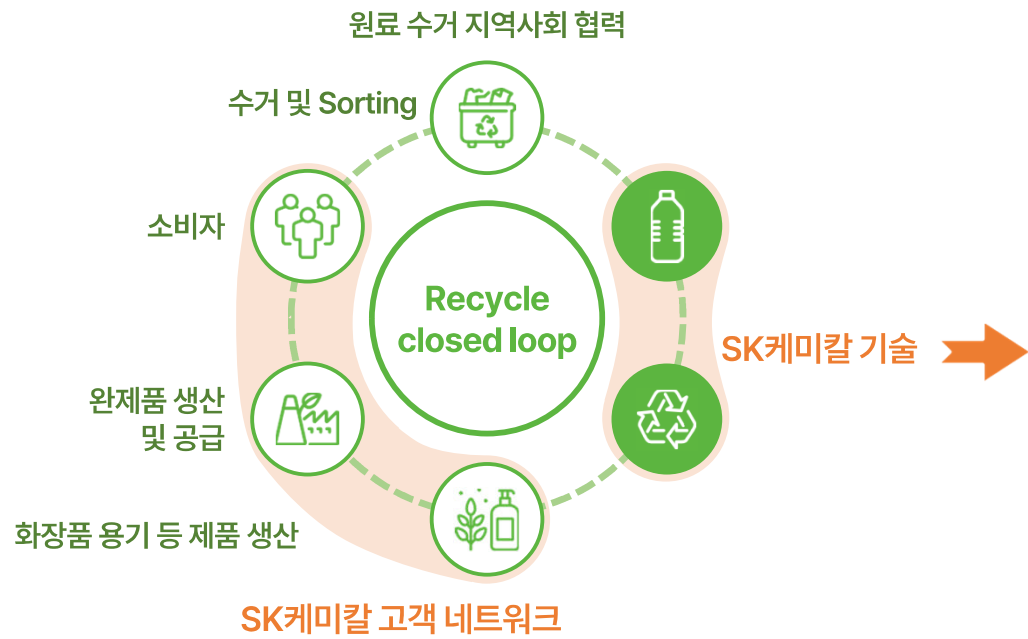 원료 수거 지역사회 협력
수거 및 Sorting
소비자
Recycle
closed loop
SK케미칼 기술
완제품 생산
및 공급
화장품 용기 등 제품 생산
SK케미칼 고객 네트워크